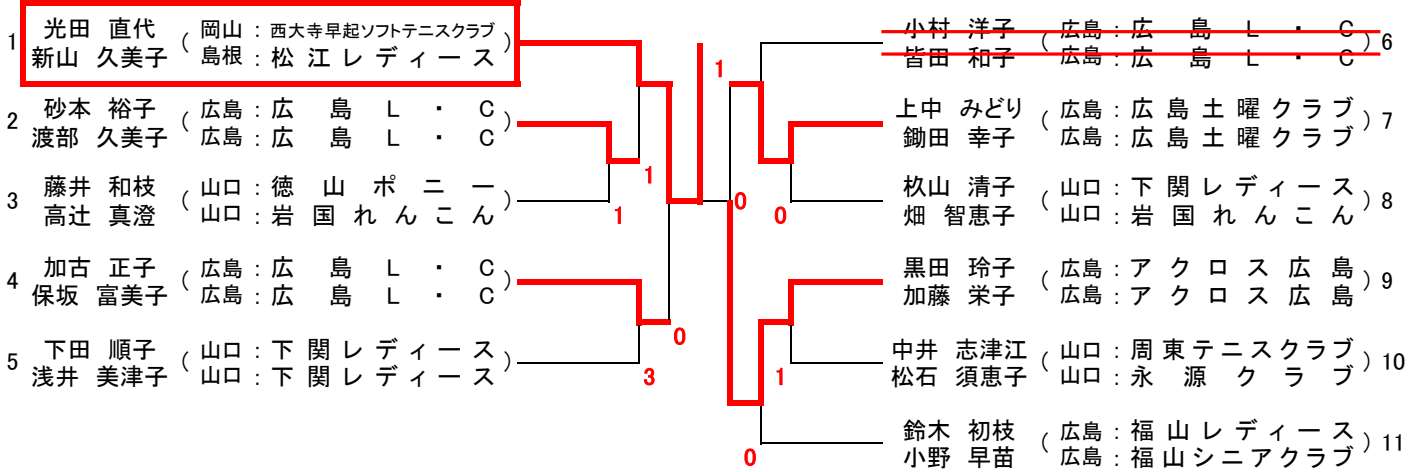 1 光田 直代 ( 岡山 : 西大寺早起ソフトテニスクラブ )
新山 久美子 島根 : 松江レディース
2 砂本 裕子 ( 広島 : 広島L・C )
渡部 久美子 広島 : 広島L・C
3 藤井 和枝 ( 山口 : 徳山ポニー )
高辻 真澄 山口 : 岩国れんこん
4 加古 正子 ( 広島 : 広島L・C )
保坂 富美子 広島 : 広島L・C
5 下田 順子 ( 山口 : 下関レディース )
浅井 美津子 山口 : 下関レディース
1
1
0
3
1
0
0
1
0
小村 洋子 ( 広島 : 広島L・C ) 6
皆田 和子 広島 : 広島L・C
上中 みどり ( 広島 : 広島土曜クラブ ) 7
鋤田 幸子 広島 : 広島土曜クラブ
杁山 清子 ( 山口 : 下関レディース ) 8
畑 智恵子 山口 : 岩国れんこん
黒田 玲子 ( 広島 : アクロス広島 ) 9
加藤 栄子 広島 : アクロス広島
中井 志津江 ( 山口 : 周東テニスクラブ ) 10
松石 須恵子 山口 : 永源クラブ
鈴木 初枝 ( 広島 : 福山レディース ) 11
小野 早苗 広島 : 福山シニアクラブ